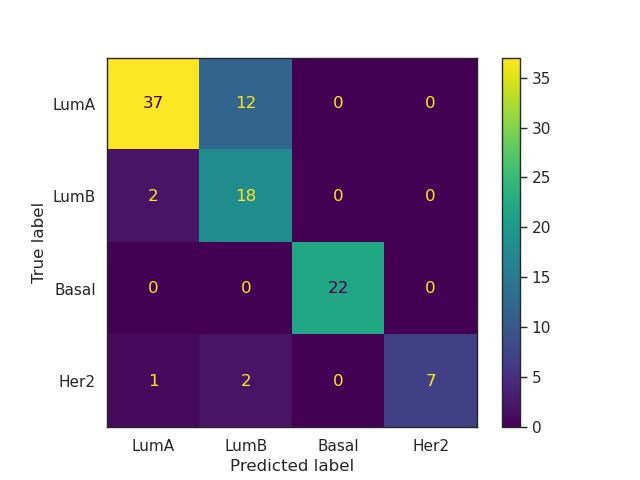 LumA 37 12 0 0
LumB 2 18 0 0
Basal 0 0 22 0
Her2 1 2 0 7
LumA LumB Basal Her2
Predicted label
True label
35
30
25
20
15
10
5
0